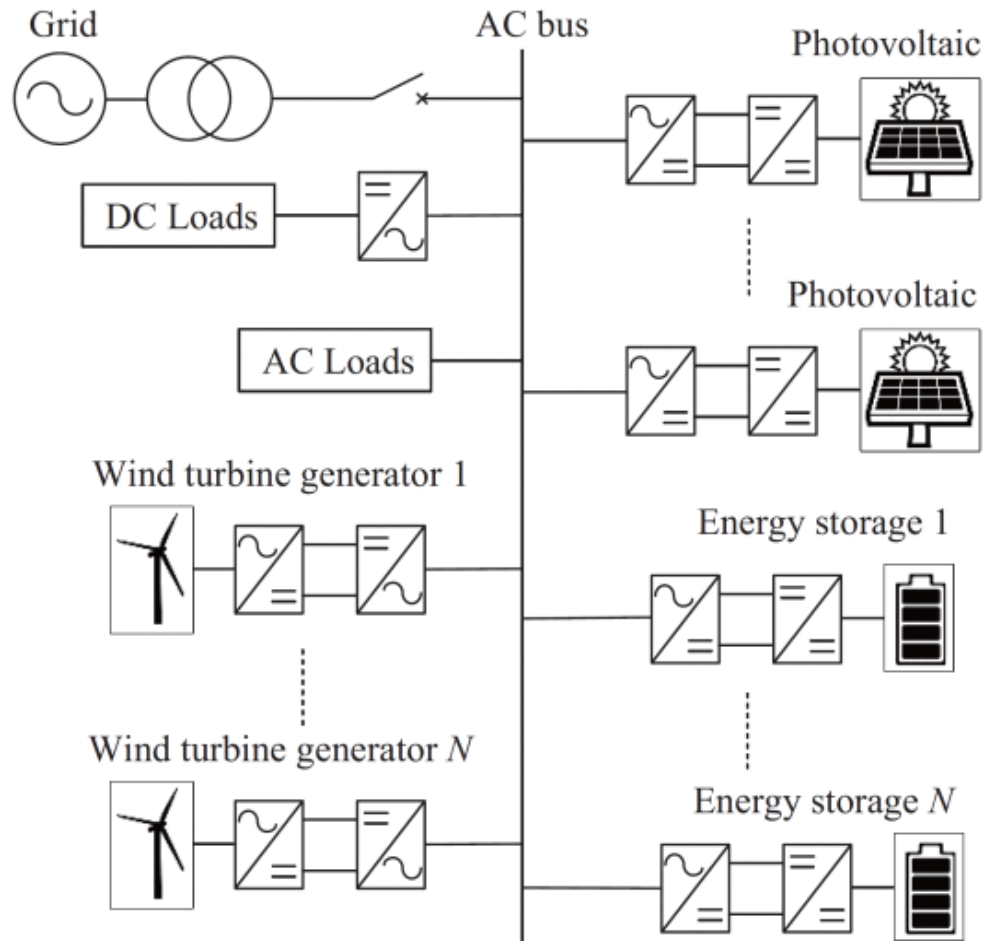 Grid
AC bus
Photovoltaic
DC Loads
Photovoltaic
AC Loads
Wind turbine generator 1
Energy storage 1
Wind turbine generator N
Energy storage N